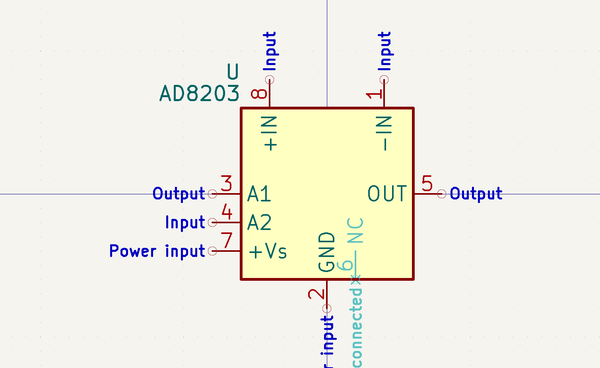 Input
Input
U
AD8203
8
1
+IN
−IN
Output
3
A1
OUT
5
Output
Input
4
A2
Power input
7
+Vs
GND
NC
6
2
input
connected